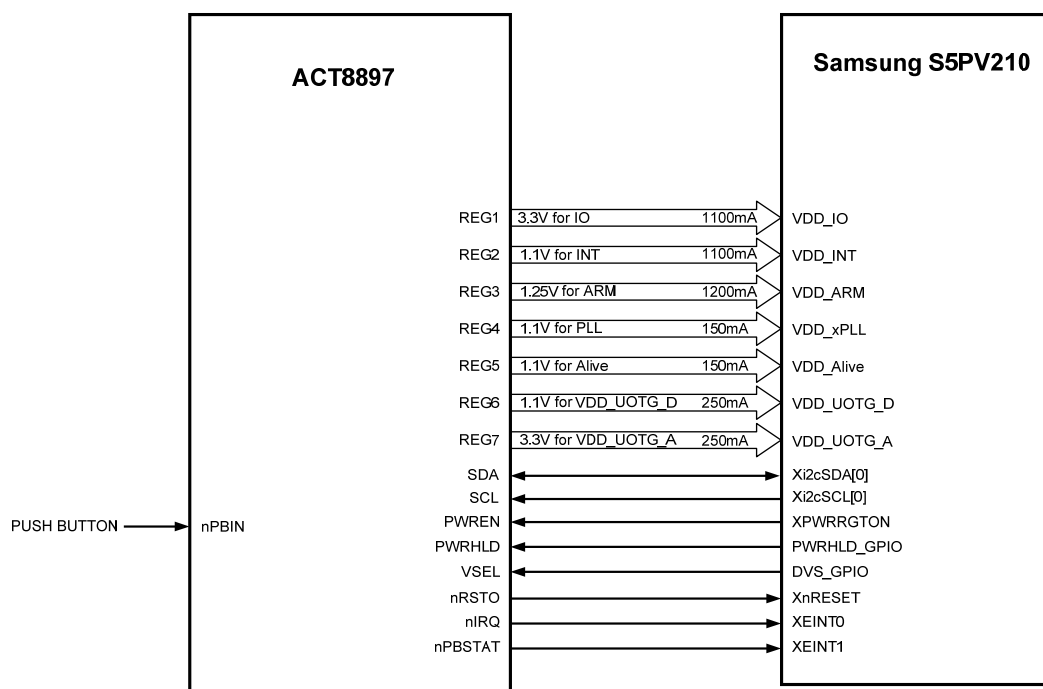 ACT8897
Samsung S5PV210
REG1 3.3V for IO 1100mA VDD_IO
REG2 1.1V for INT 1100mA VDD_INT
REG3 1.25V for ARM 1200mA VDD_ARM
REG4 1.1V for PLL 150mA VDD_xPLL
REG5 1.1V for Alive 150mA VDD_Alive
REG6 1.1V for VDD_UOTG_D 250mA VDD_UOTG_D
REG7 3.3V for VDD_UOTG_A 250mA VDD_UOTG_A
SDA Xi2cSDA[0]
SCL Xi2cSCL[0]
PUSH BUTTON nPBIN PWREN XPWRRGTON
PWRHLD PWRHLD_GPIO
VSEL DVS_GPIO
nRSTO XnRESET
nIRQ XEINT0
nPBSTAT XEINT1